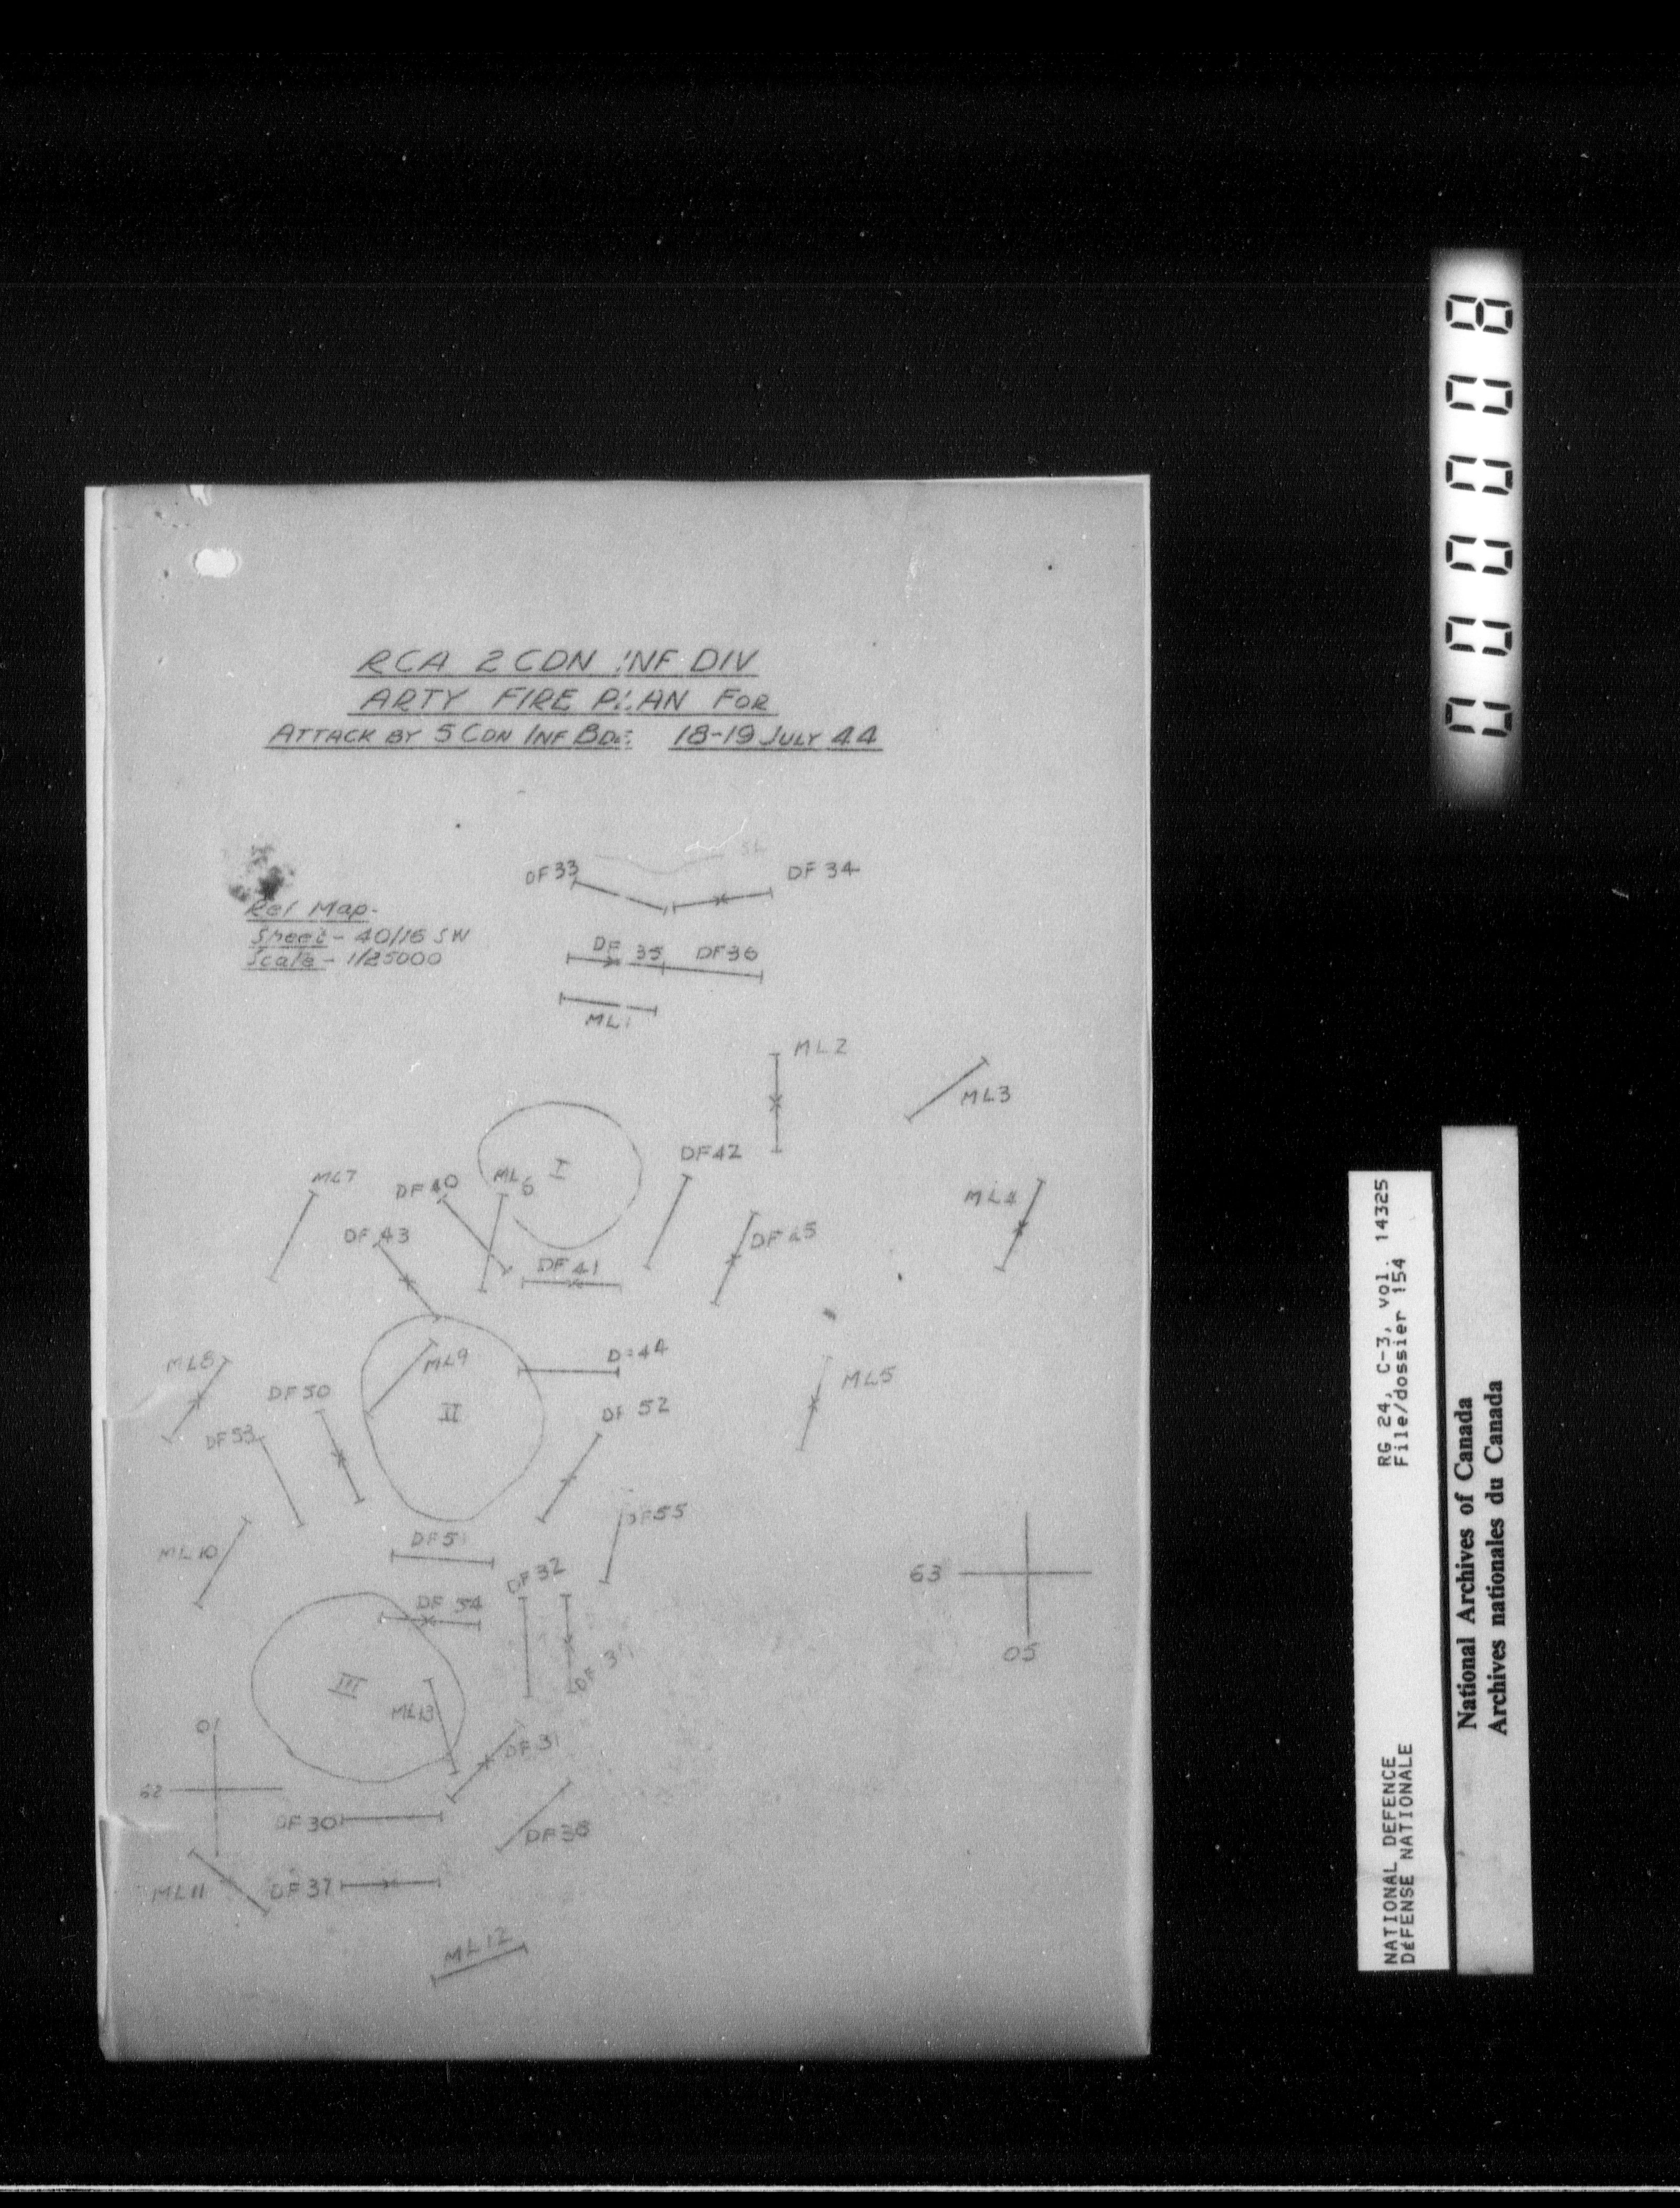 RCA 2 CDN INF DIV
ARTY FIRE PLAN FOR
ATTACK BY 5 CDN INF BDE 18-19 JULY 44
SL
DF 33
DF 34
Ref Map-
Sheet - 40/16 SW
Scale - 1/25000
DF 35
DF 36
ML 1
ML 2
ML 3
DF 42
I
ML 7
DF 40
ML 6
ML 4
DF 43
DF 45
DF 41
ML 8
ML 9
DF 44
ML 5
DF 50
II
DF 52
DF 53
DF 55
DF 51
ML 10
DF 32
63
DF 54
05
III
DF
ML 13
01
DF 31
62
DF 30
DF 38
ML 11
DF 37
ML 12
000008
RG 24, C-3, vol. 14325
File/dossier 154
NATIONAL DEFENCE
DÉFENSE NATIONALE
National Archives of Canada
Archives nationales du Canada